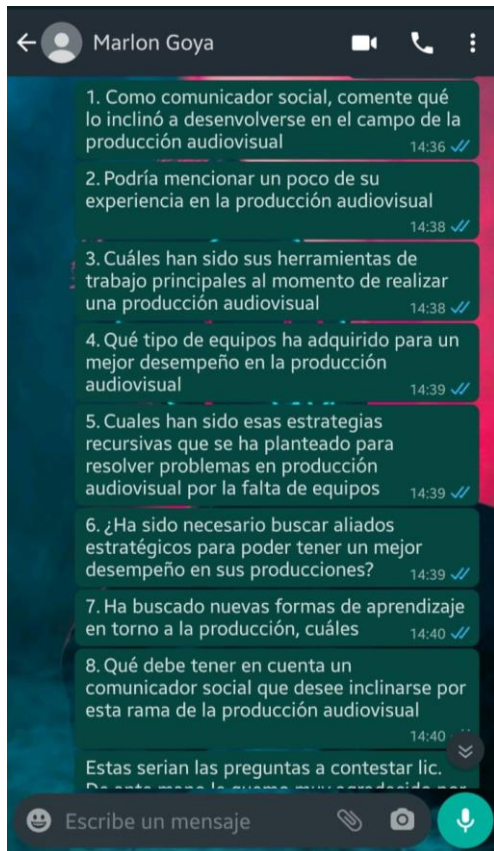 Marlon Goya
1. Como comunicador social, comente qué
lo inclinó a desenvolverse en el campo de la
producción audiovisual
14:36
2. Podría mencionar un poco de su
experiencia en la producción audiovisual
14:38
3. Cuáles han sido sus herramientas de
trabajo principales al momento de realizar
una producción audiovisual
14:38
4. Qué tipo de equipos ha adquirido para un
mejor desempeño en la producción
audiovisual
14:39
5. Cuales han sido esas estrategias
recursivas que se ha planteado para
resolver problemas en producción
audiovisual por la falta de equipos
14:39
6. ¿Ha sido necesario buscar aliados
estratégicos para poder tener un mejor
desempeño en sus producciones?
14:39
7. Ha buscado nuevas formas de aprendizaje
en torno a la producción, cuáles
14:40
8. Qué debe tener en cuenta un
comunicador social que desee inclinarse por
esta rama de la producción audiovisual
14:40
Estas serian las preguntas a contestar lic.
Escribe un mensaje